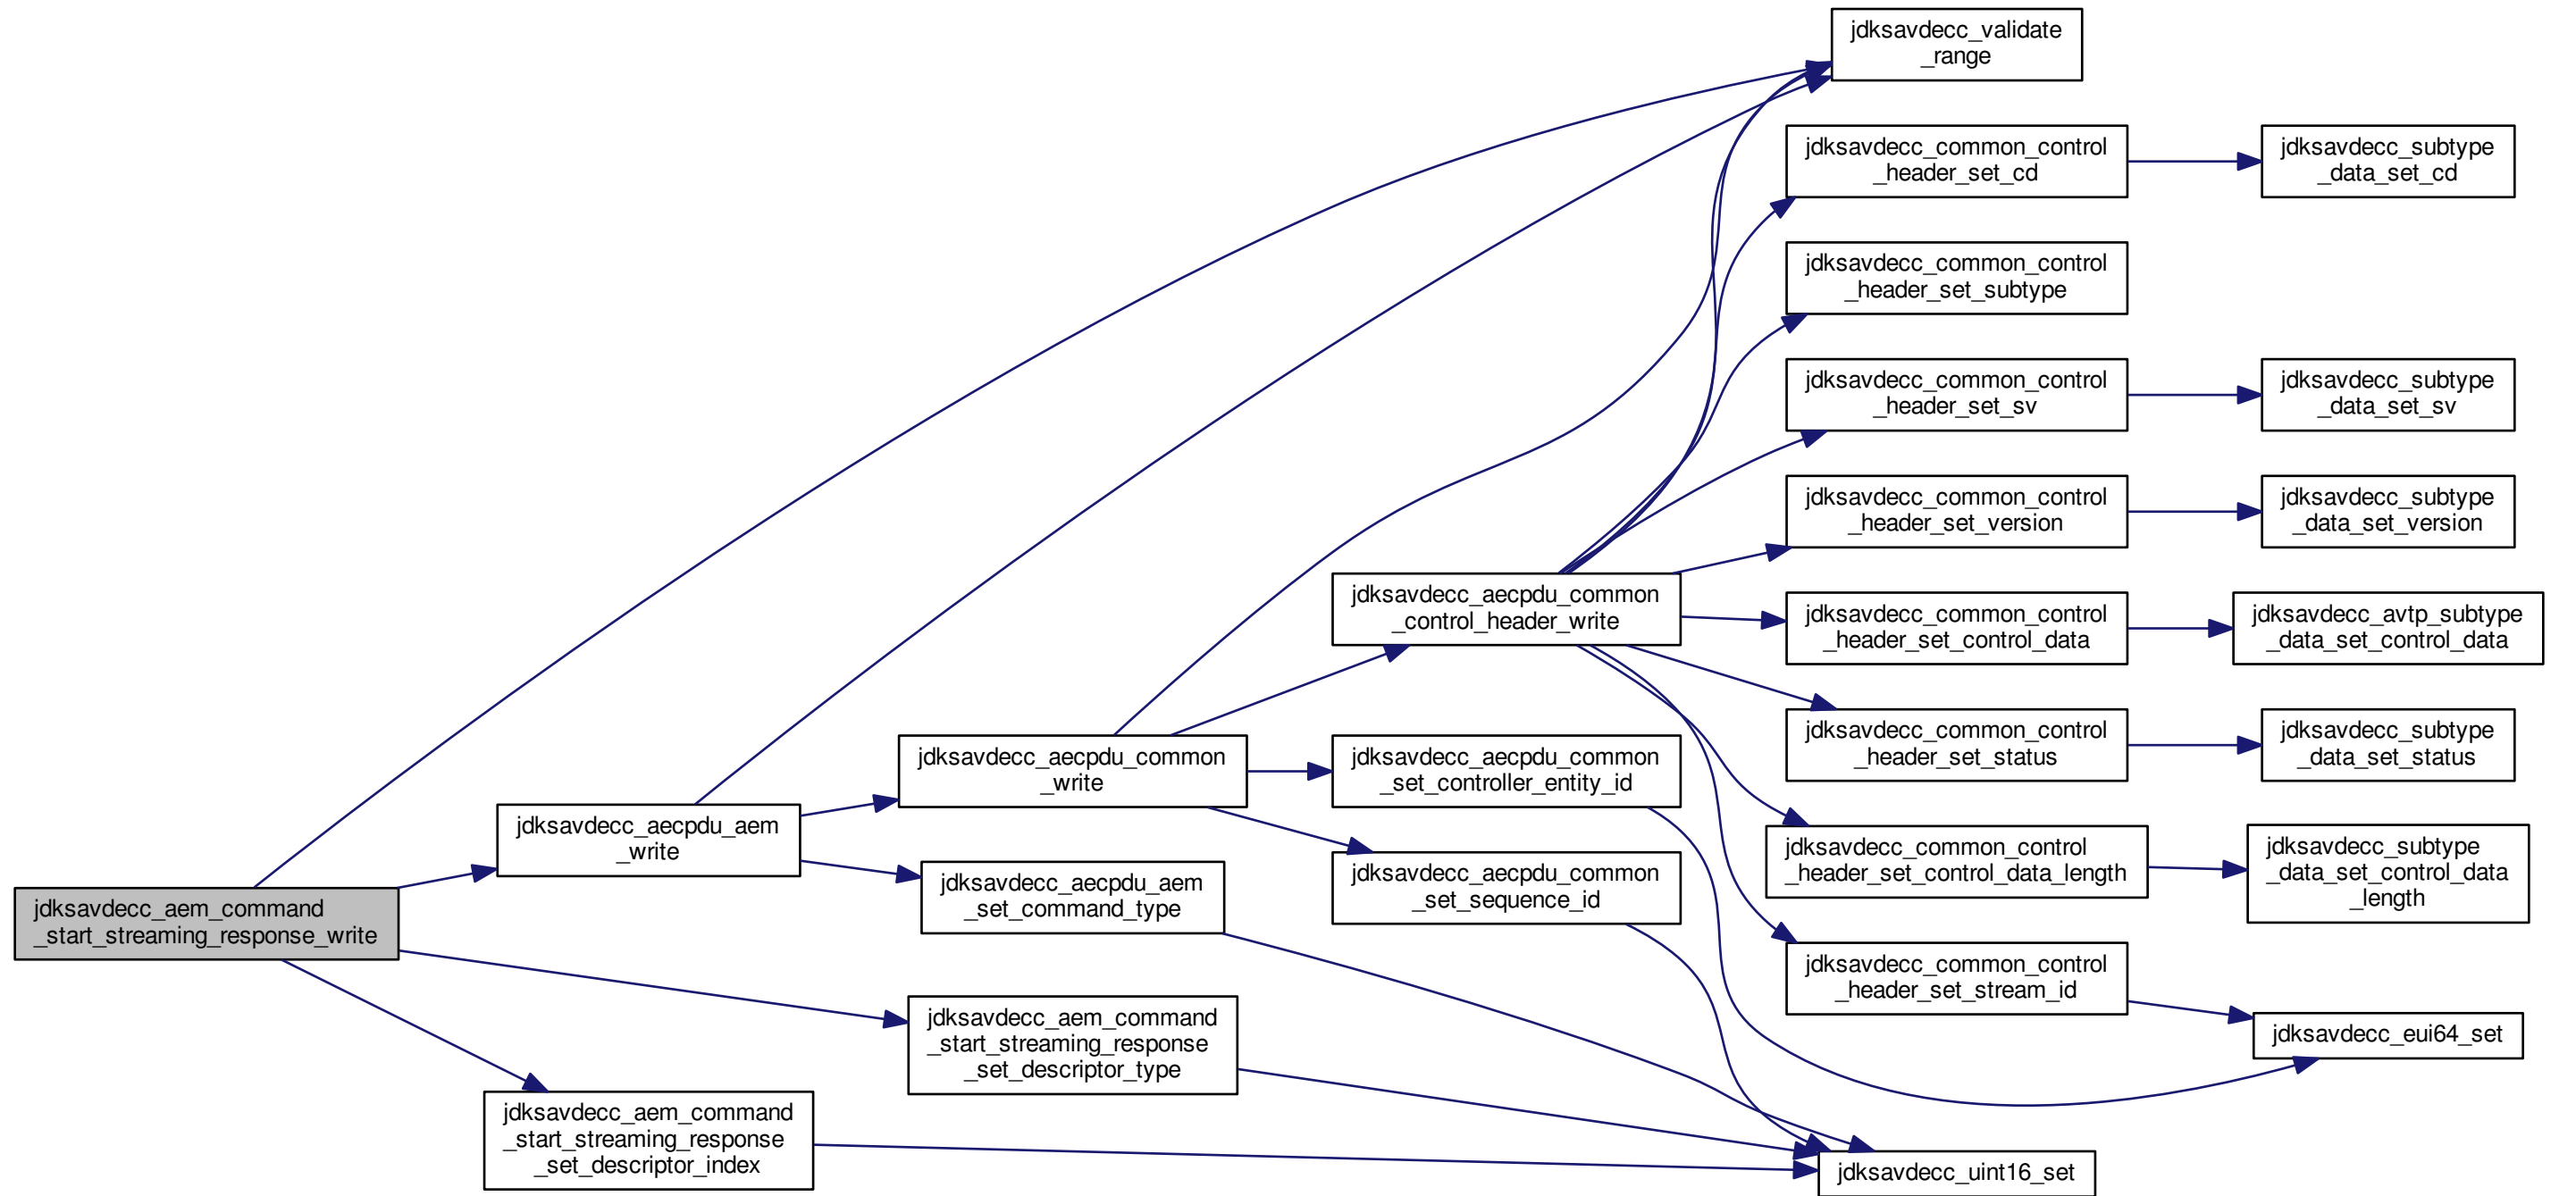 jdksavdecc_validate
_range
jdksavdecc_common_control
_header_set_cd
jdksavdecc_subtype
_data_set_cd
jdksavdecc_common_control
_header_set_subtype
jdksavdecc_common_control
_header_set_sv
jdksavdecc_subtype
_data_set_sv
jdksavdecc_common_control
_header_set_version
jdksavdecc_subtype
_data_set_version
jdksavdecc_aecpdu_common
_control_header_write
jdksavdecc_common_control
_header_set_control_data
jdksavdecc_avtp_subtype
_data_set_control_data
jdksavdecc_common_control
_header_set_status
jdksavdecc_subtype
_data_set_status
jdksavdecc_aecpdu_common
_write
jdksavdecc_aecpdu_common
_set_controller_entity_id
jdksavdecc_aecpdu_aem
_write
jdksavdecc_common_control
_header_set_control_data_length
jdksavdecc_subtype
_data_set_control_data
_length
jdksavdecc_aecpdu_aem
_set_command_type
jdksavdecc_aecpdu_common
_set_sequence_id
jdksavdecc_aem_command
_start_streaming_response_write
jdksavdecc_common_control
_header_set_stream_id
jdksavdecc_aem_command
_start_streaming_response
_set_descriptor_type
jdksavdecc_eui64_set
jdksavdecc_aem_command
_start_streaming_response
_set_descriptor_index
jdksavdecc_uint16_set